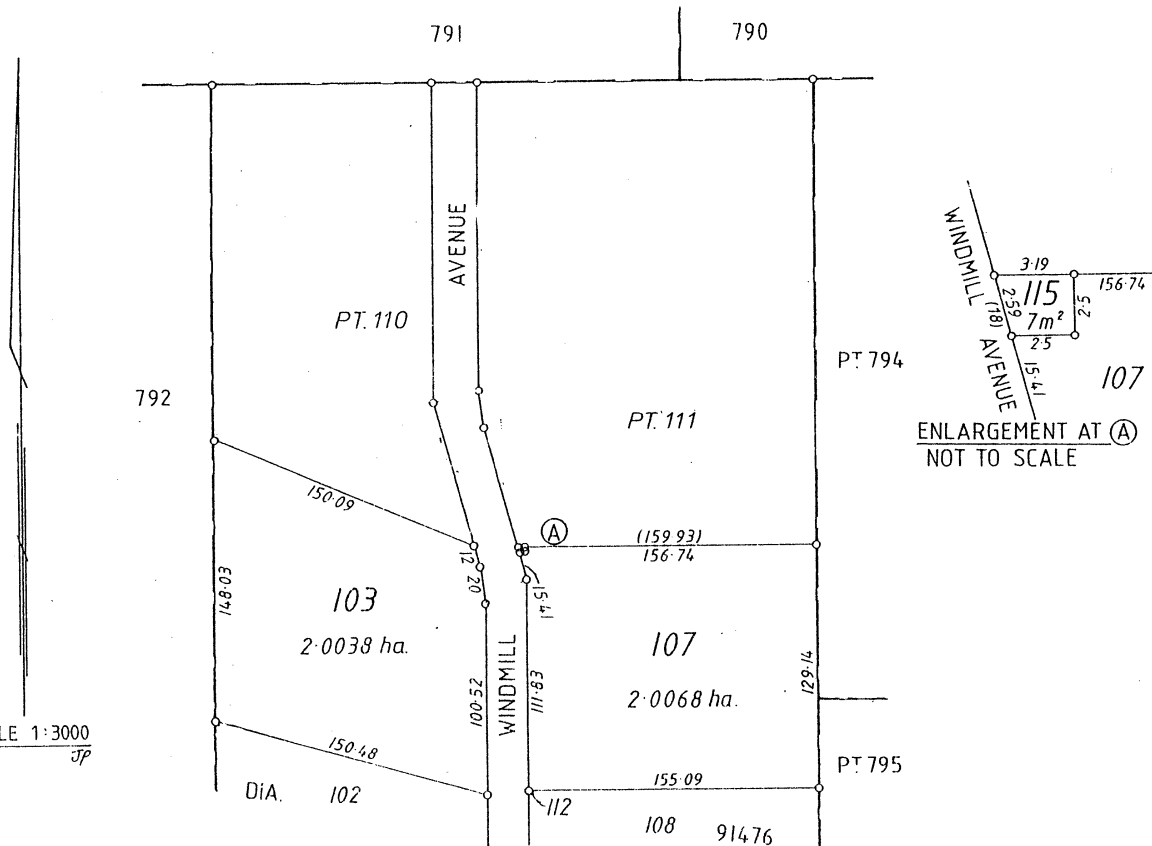 791
790
792
PT. 110
AVENUE
PT. 111
PT. 794
WINDMILL
(18)
AVENUE
3·19
156·74
2·59
115
7m²
2·5
2·5
15·41
107
ENLARGEMENT AT (A)
NOT TO SCALE
150·09
(A)
(159 93)
156·74
12
20
15·41
148·03
103
2·0038 ha.
107
2·0068 ha.
129·14
100·52
WINDMILL
111·83
LE 1:3000
JP
150·48
155·09
PT. 795
DIA. 102
112
108 91476